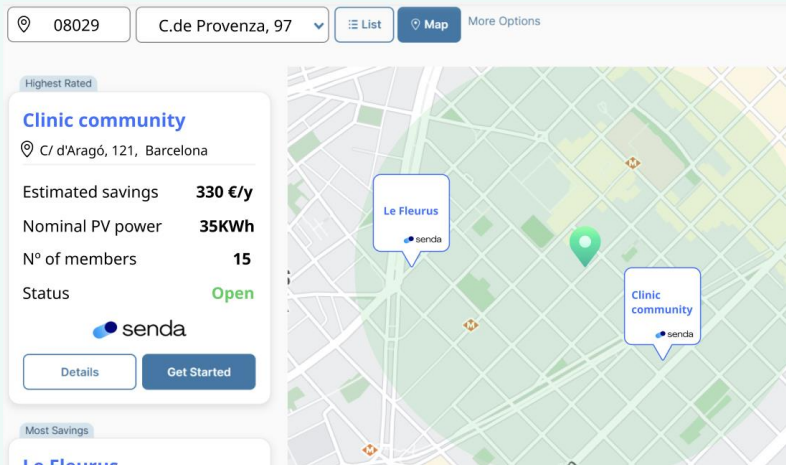 08029
C.de Provenza, 97
List
Map
More Options
Highest Rated
Clinic community
C/ d'Aragó, 121, Barcelona
Estimated savings 330 €/y
Nominal PV power 35KWh
Nº of members 15
Status Open
senda
Details
Get Started
Most Savings
Le Fleurus
M
Le Fleurus
senda
Clinic
community
senda
M
M